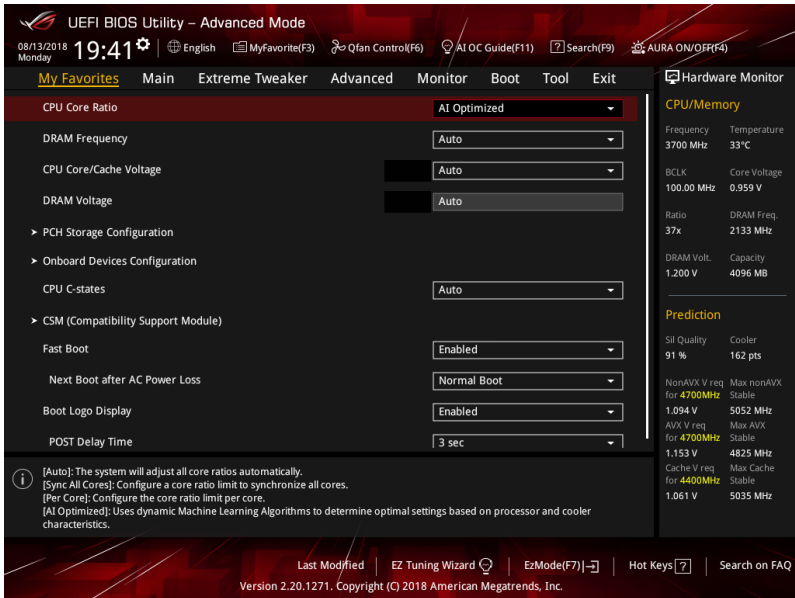 UEFI BIOS Utility – Advanced Mode
08/13/2018 Monday 19:41 English MyFavorite(F3) Qfan Control(F6) AI OC Guide(F11) ? Search(F9) AURA ON/OFF(F4)
My Favorites Main Extreme Tweaker Advanced Monitor Boot Tool Exit
CPU Core Ratio AI Optimized
DRAM Frequency Auto
CPU Core/Cache Voltage Auto
DRAM Voltage Auto
> PCH Storage Configuration
> Onboard Devices Configuration
CPU C-states Auto
> CSM (Compatibility Support Module)
Fast Boot Enabled
Next Boot after AC Power Loss Normal Boot
Boot Logo Display Enabled
POST Delay Time 3 sec
[Auto]: The system will adjust all core ratios automatically.
[Sync All Cores]: Configure a core ratio limit to synchronize all cores.
[Per Core]: Configure the core ratio limit per core.
[AI Optimized]: Uses dynamic Machine Learning Algorithms to determine optimal settings based on processor and cooler
characteristics.
Hardware Monitor
CPU/Memory
Frequency Temperature
3700 MHz 33°C
BCLK Core Voltage
100.00 MHz 0.959 V
Ratio DRAM Freq.
37x 2133 MHz
DRAM Volt. Capacity
1.200 V 4096 MB
Prediction
Sil Quality Cooler
91 % 162 pts
NonAVX V req Max nonAVX
for 4700MHz Stable
1.094 V 5052 MHz
AVX V req Max AVX
for 4700MHz Stable
1.153 V 4825 MHz
Cache V req Max Cache
for 4400MHz Stable
1.061 V 5035 MHz
Last Modified EZ Tuning Wizard EzMode(F7) Hot Keys ? Search on FAQ
Version 2.20.1271. Copyright (C) 2018 American Megatrends, Inc.